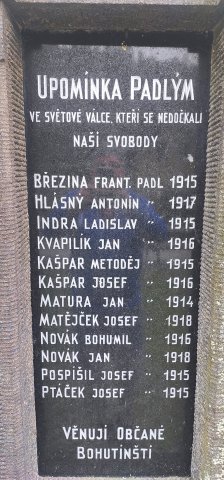 UPOMÍNKA PADLÝM
VE SVĚTOVÉ VÁLCE, KTEŘÍ SE NEDOČKALI
NAŠÍ SVOBODY
BŘEZINA FRANT. PADL 1915
HLÁSNÝ ANTONÍN " 1917
INDRA LADISLAV " 1915
KVAPILÍK JAN " 1916
KAŠPAR METODĚJ " 1915
KAŠPAR JOSEF " 1916
MATURA JAN " 1914
MATĚJČEK JOSEF " 1918
NOVÁK BOHUMIL " 1916
NOVÁK JAN " 1918
POSPÍŠIL JOSEF " 1915
PTÁČEK JOSEF " 1915
VĚNUJÍ OBČANÉ
BOHUTÍNŠTÍ